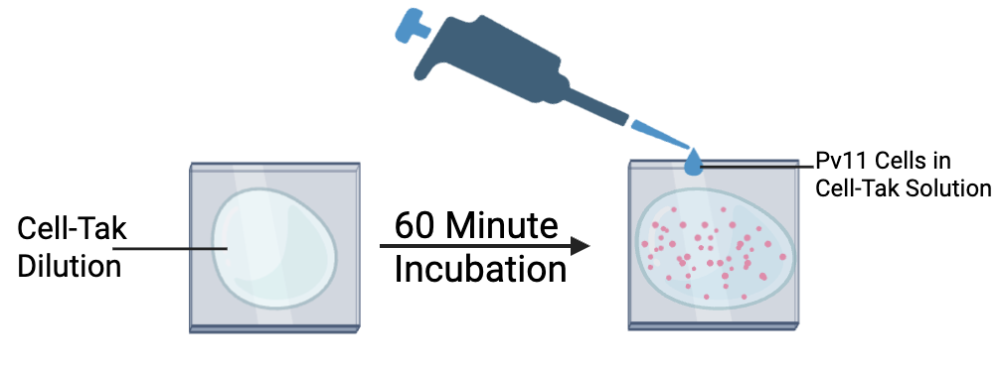 Cell-Tak
Dilution
60 Minute
Incubation
Pv11 Cells in
Cell-Tak Solution